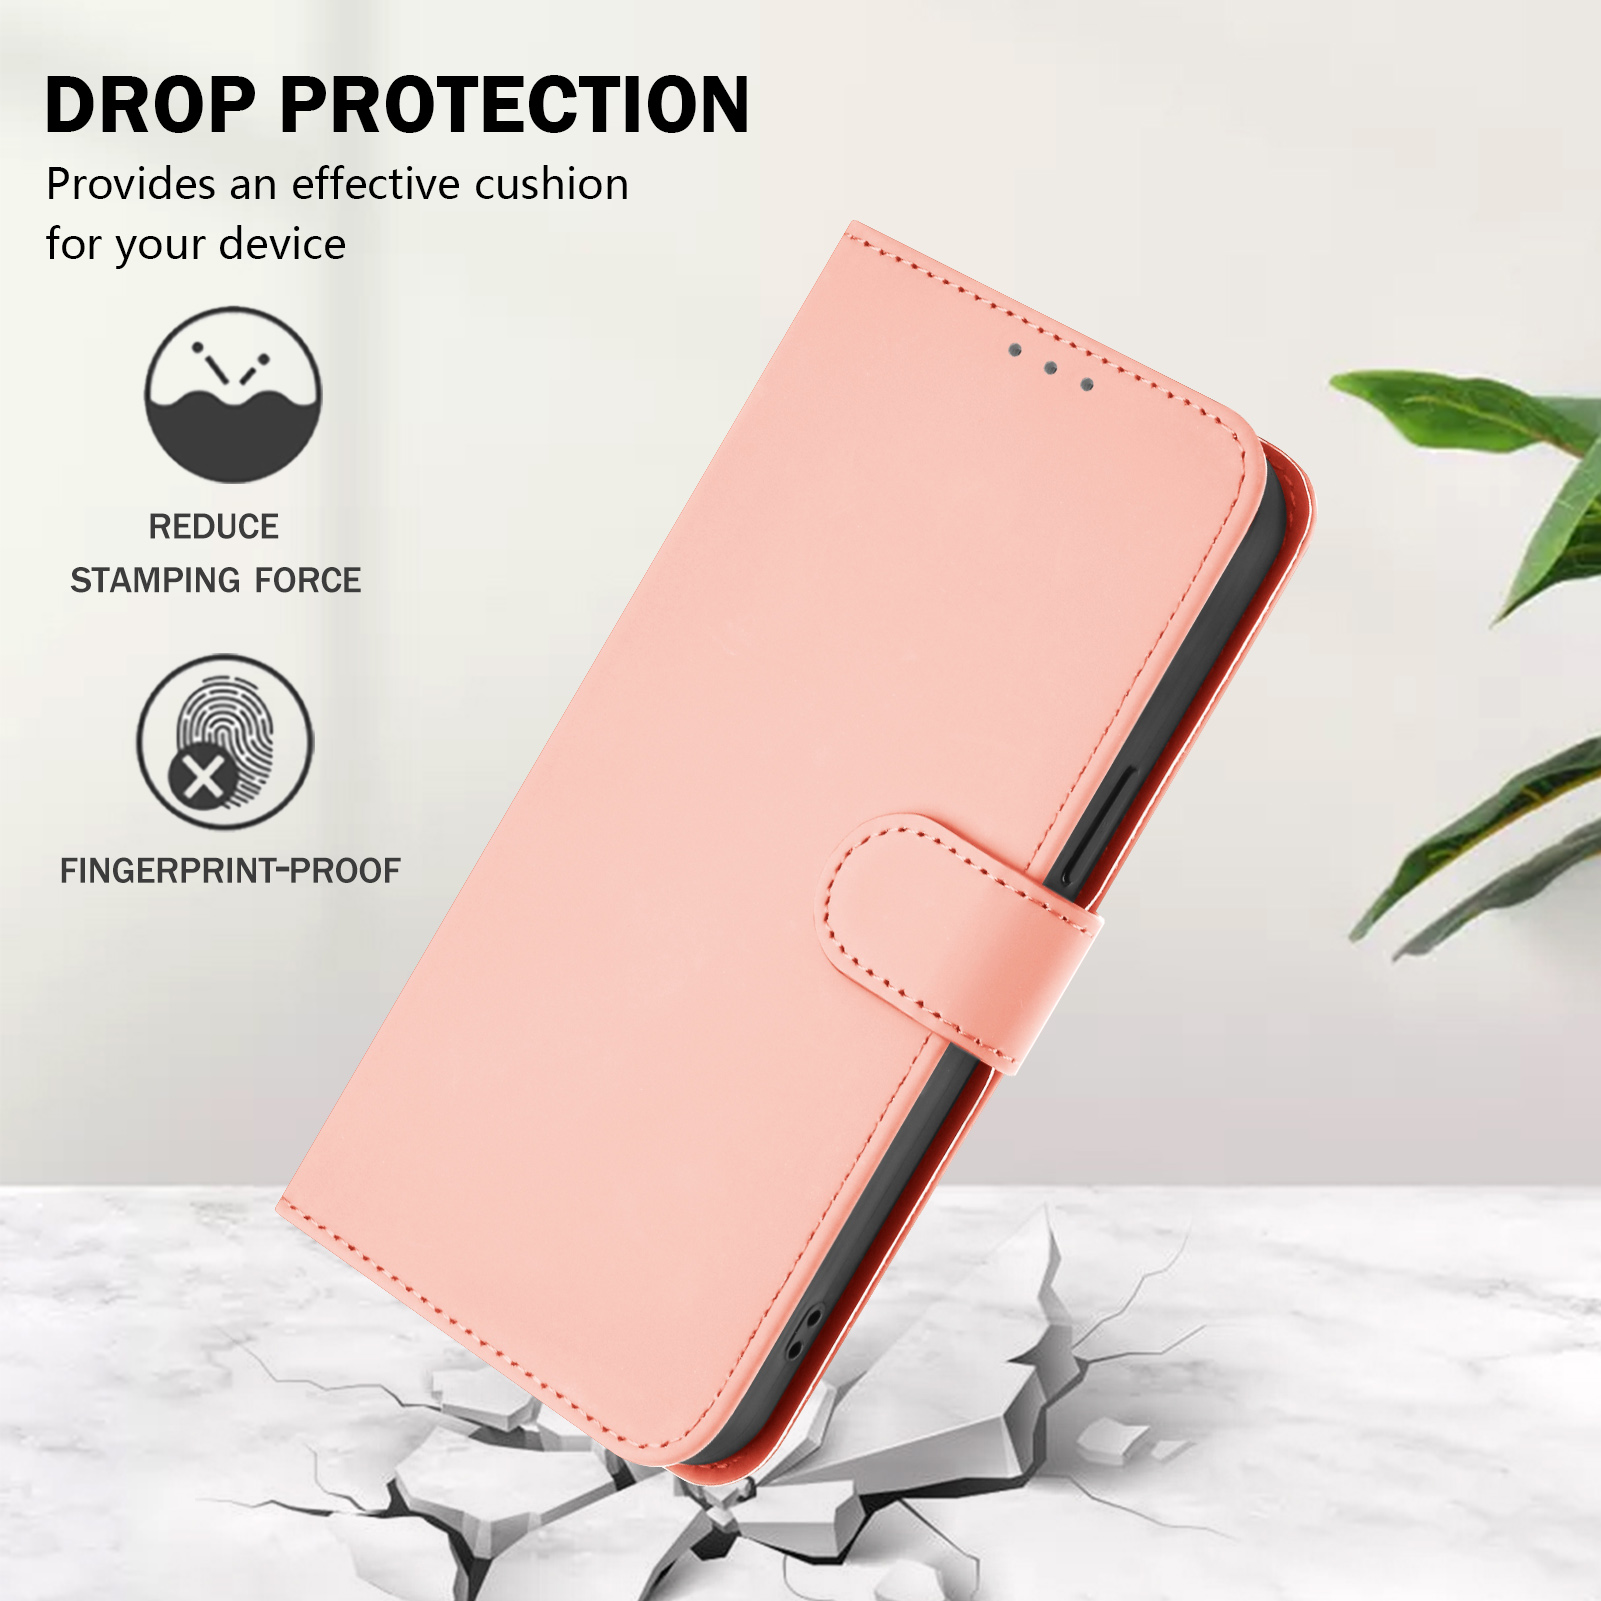 DROP PROTECTION
Provides an effective cushion
for your device
REDUCE
STAMPING FORCE
FINGERPRINT-PROOF